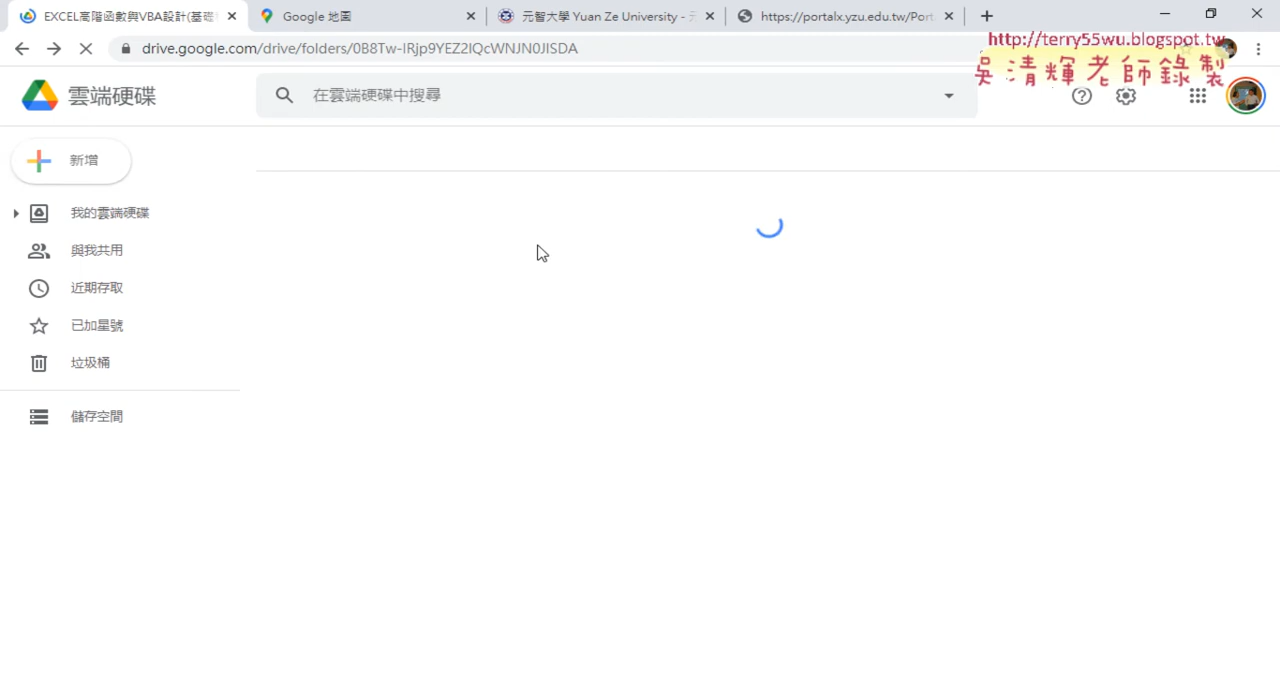 EXCEL高階函數與VBA設計(基礎
Google 地圖
元智大學 Yuan Ze University - 元
https://portalx.yzu.edu.tw/Port
drive.google.com/drive/folders/0B8Tw-lRjp9YEZ2lQcWNJN0JISDA
http://terry55wu.blogspot.tw
吳清輝老師錄製
雲端硬碟
在雲端硬碟中搜尋
新增
我的雲端硬碟
與我共用
近期存取
已加星號
垃圾桶
儲存空間